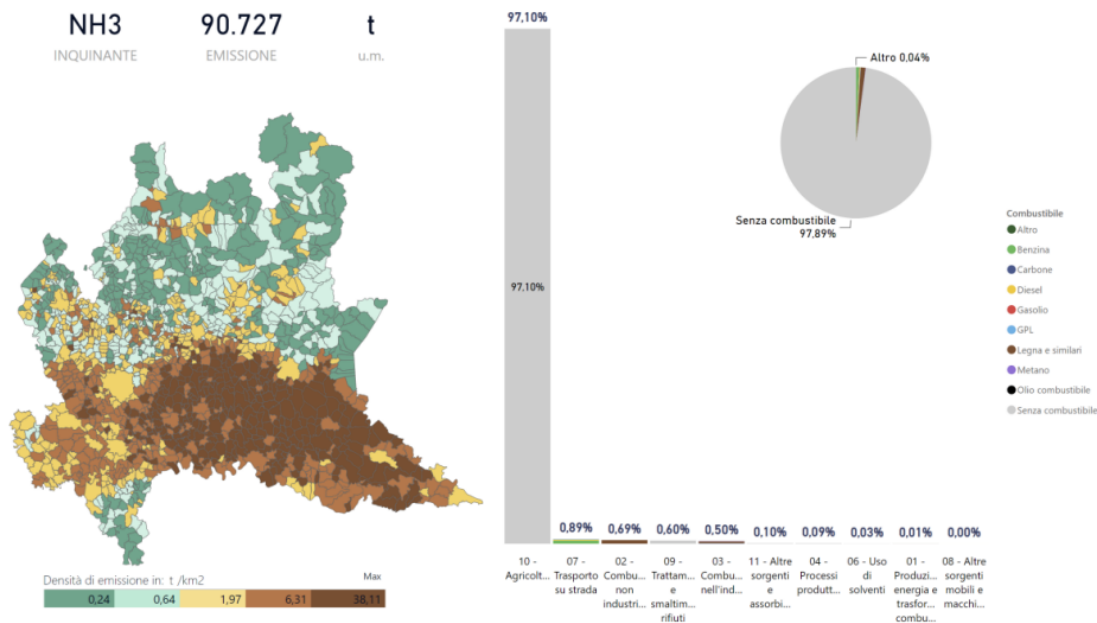 NH3
90.727
t
INQUINANTE
EMISSIONE
u.m.
Densità di emissione in: t /km2
Max
0,24
0,64
1,97
6,31
38,11
97,10%
97,10%
0,89%
0,69%
0,60%
0,50%
0,10%
0,09%
0,03%
0,01%
0,00%
10 -
Agricolt...
07 -
Trasporto
su strada
02 -
Combu...
non
industri...
09 -
Trattam...
e
smaltim...
rifiuti
03 -
Combu...
nell'ind...
11 - Altre
sorgenti
e
assorbi...
04 -
Processi
produtt...
06 - Uso
di
solventi
01 -
Produzi...
energia e
trasfor...
combu...
08 - Altre
sorgenti
mobili e
macchi...
Altro 0,04%
Senza combustibile
97,89%
Combustibile
Altro
Benzina
Carbone
Diesel
Gasolio
GPL
Legna e similari
Metano
Olio combustibile
Senza combustibile